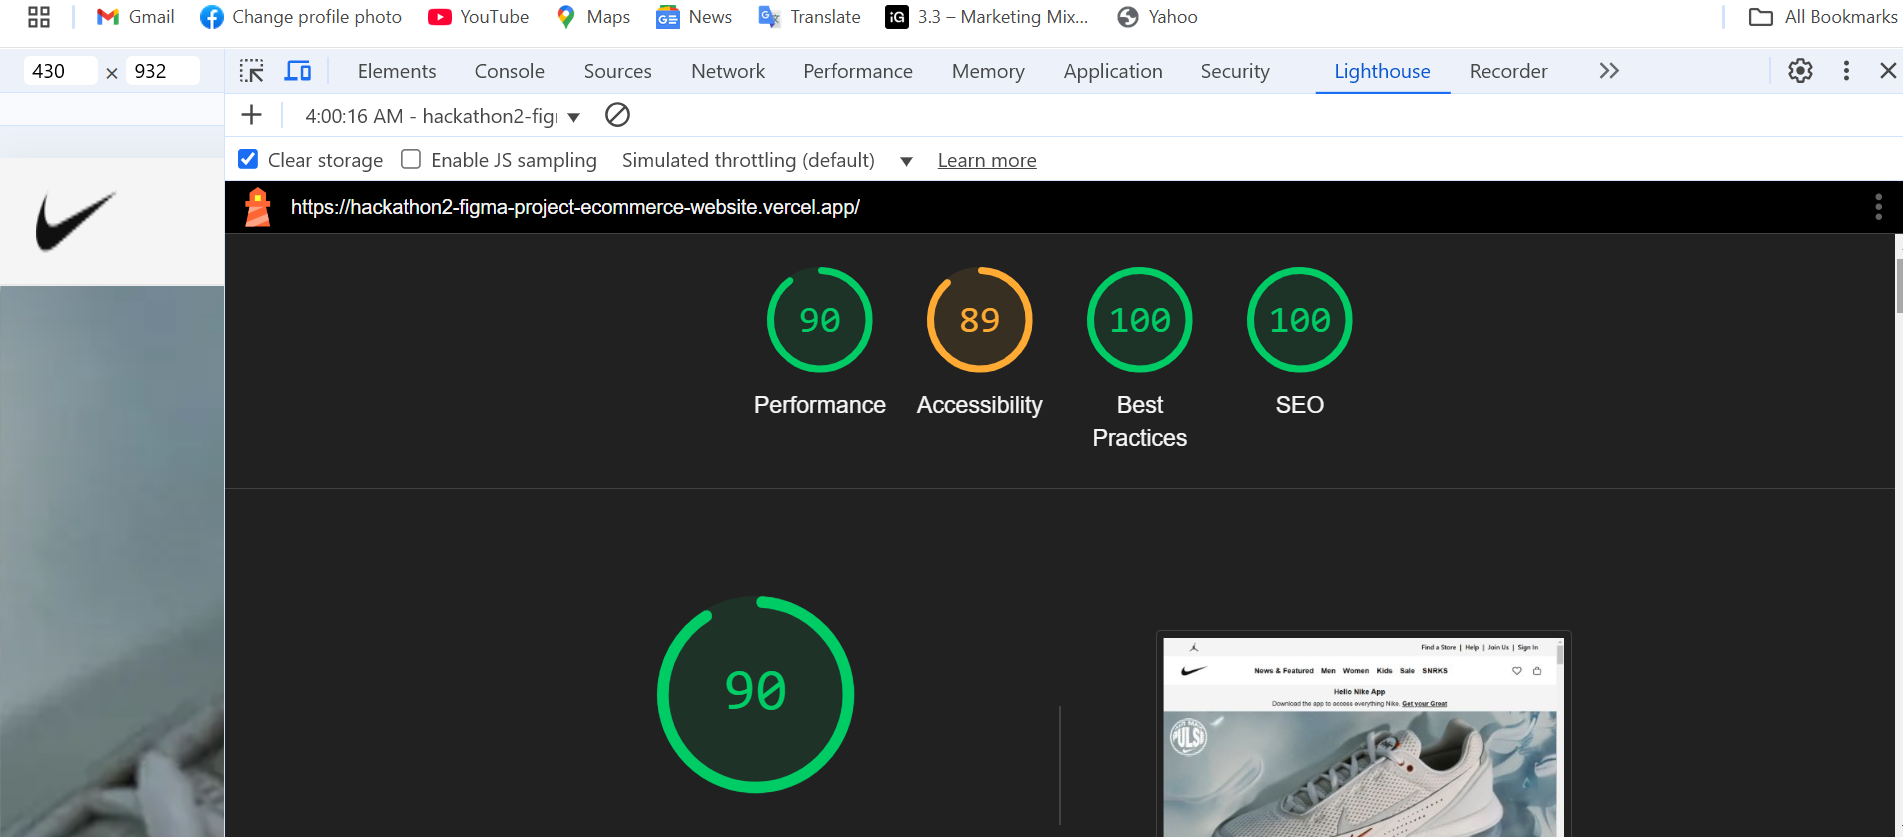 Gmail Change profile photo YouTube Maps News Translate iG 3.3 – Marketing Mix... Yahoo All Bookmarks
430 × 932 Elements Console Sources Network Performance Memory Application Security Lighthouse Recorder
4:00:16 AM - hackathon2-fig
Clear storage Enable JS sampling Simulated throttling (default) Learn more
https://hackathon2-figma-project-ecommerce-website.vercel.app/
90 89 100 100
Performance Accessibility Best Practices SEO
90
Find a Store | Help | Join Us | Sign In
News & Featured Men Women Kids Sale SNRKS
Hello Nike App
Download the app to access everything Nike. Get your Great